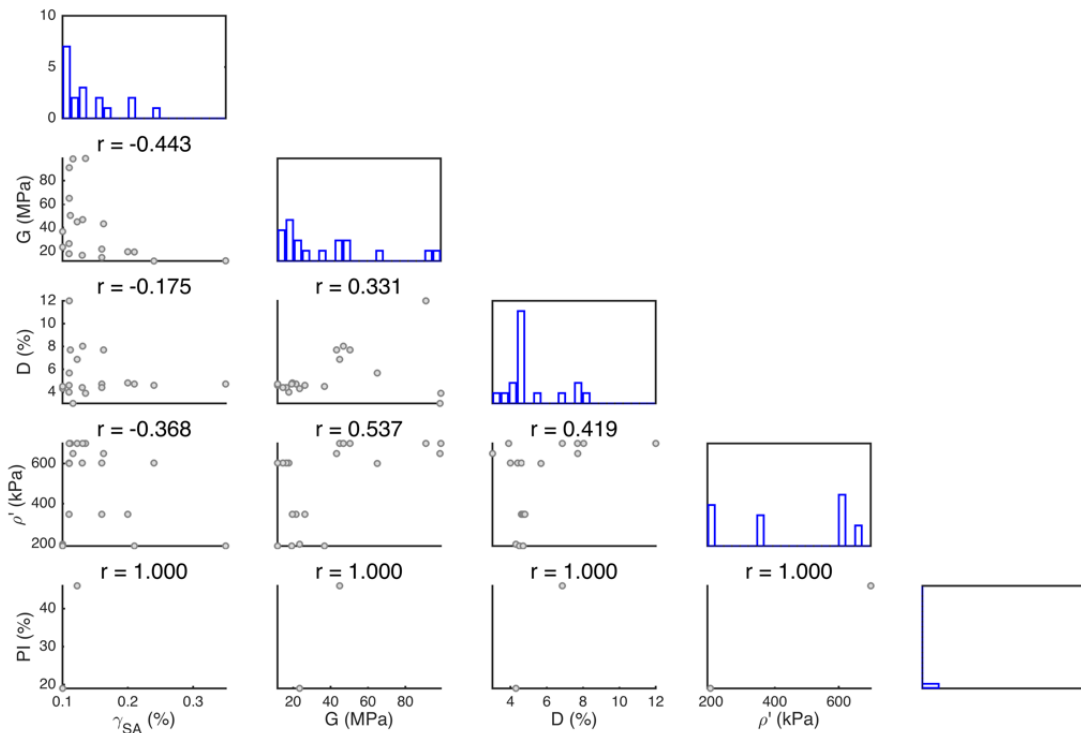 10
5
0
r = -0.443
G (MPa)
80
60
40
20
r = -0.175
r = 0.331
D (%)
12
10
8
6
4
r = -0.368
r = 0.537
r = 0.419
ρ' (kPa)
600
400
200
r = 1.000
r = 1.000
r = 1.000
r = 1.000
PI (%)
40
30
20
0.1
0.2
0.3
20
40
60
80
4
6
8
10
12
200
400
600
γSA (%)
G (MPa)
D (%)
ρ' (kPa)